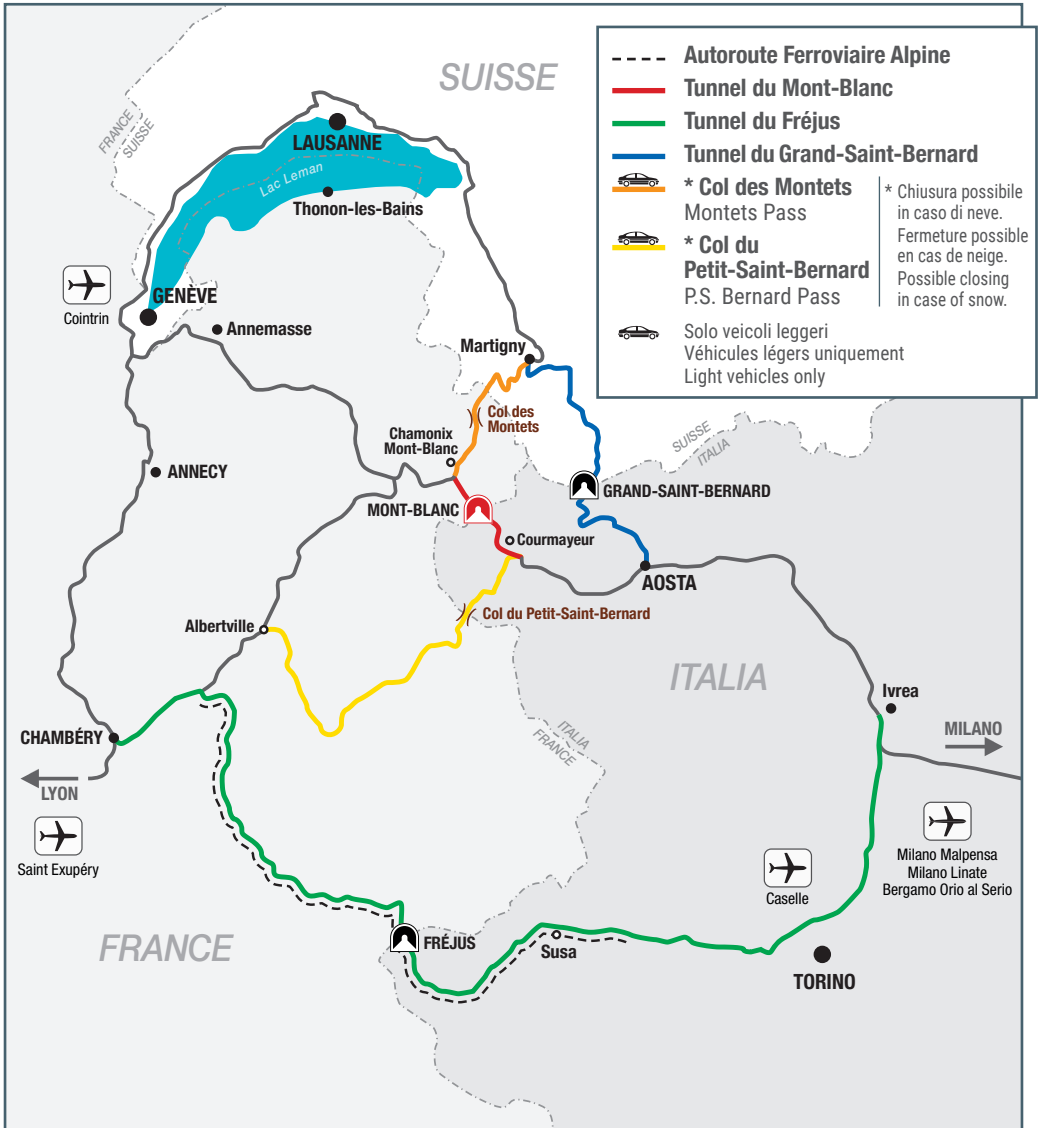 SUISSE
FRANCE
SUISSE
LAUSANNE
Lac Leman
Thonon-les-Bains
GENÈVE
Cointrin
Annemasse
Martigny
Autoroute Ferroviaire Alpine
Tunnel du Mont-Blanc
Tunnel du Fréjus
Tunnel du Grand-Saint-Bernard
* Col des Montets
Montets Pass
* Col du
Petit-Saint-Bernard
P.S. Bernard Pass
* Chiusura possibile
in caso di neve.
Fermeture possible
en cas de neige.
Possible closing
in case of snow.
Solo veicoli leggeri
Véhicules légers uniquement
Light vehicles only
Col des
Montets
Chamonix
Mont-Blanc
SUISSE
ITALIA
ANNECY
MONT-BLANC
GRAND-SAINT-BERNARD
Courmayeur
AOSTA
Albertville
Col du Petit-Saint-Bernard
ITALIA
Ivrea
CHAMBÉRY
ITALIA
FRANCE
MILANO
LYON
Saint Exupéry
Milano Malpensa
Milano Linate
Bergamo Orio al Serio
Caselle
FRANCE
FRÉJUS
Susa
TORINO